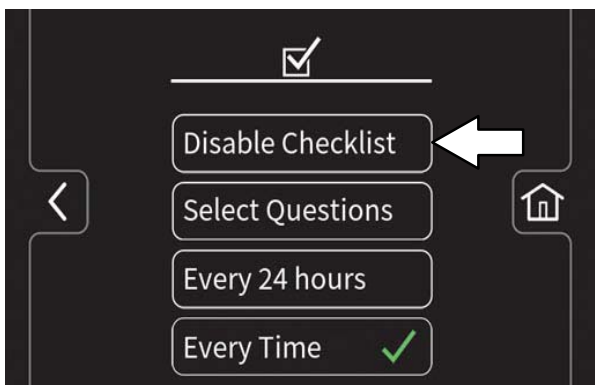 Disable Checklist
Select Questions
Every 24 hours
Every Time